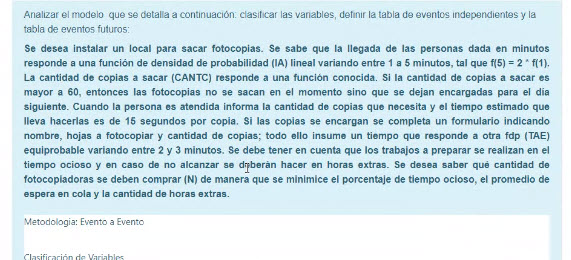 Analizar el modelo que se detalla a continuación: clasificar las variables, definir la tabla de eventos independientes y la
tabla de eventos futuros:
Se desea instalar un local para sacar fotocopias. Se sabe que la llegada de las personas dada en minutos
responde a una función de densidad de probabilidad (IA) lineal variando entre 1 a 5 minutos, tal que f(5) = 2 * f(1).
La cantidad de copias a sacar (CANTC) responde a una función conocida. Si la cantidad de copias a sacar es
mayor a 60, entonces las fotocopias no se sacan en el momento sino que se dejan encargadas para el día
siguiente. Cuando la persona es atendida informa la cantidad de copias que necesita y el tiempo estimado que
lleva hacerlas es de 15 segundos por copia. Si las copias se encargan se completa un formulario indicando
nombre, hojas a fotocopiar y cantidad de copias; todo ello insume un tiempo que responde a otra fdp (TAE)
equiprobable variando entre 2 y 3 minutos. Se debe tener en cuenta que los trabajos a preparar se realizan en el
tiempo ocioso y en caso de no alcanzar se deberán hacer en horas extras. Se desea saber qué cantidad de
fotocopiadoras se deben comprar (N) de manera que se minimice el porcentaje de tiempo ocioso, el promedio de
espera en cola y la cantidad de horas extras.
Metodología: Evento a Evento
Clasificación de Variables